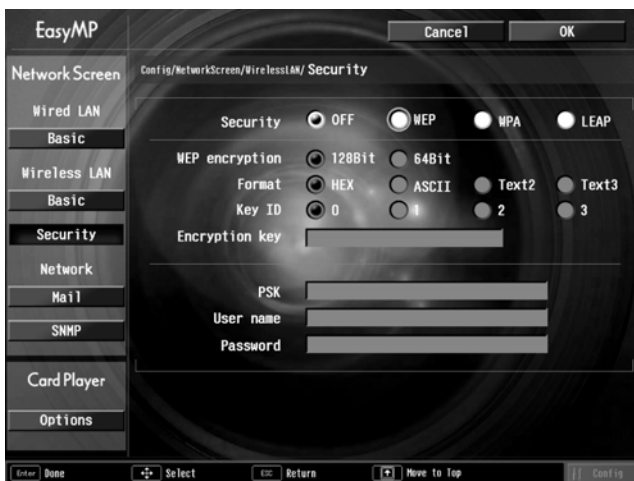 EasyMP
Cancel
OK
Network Screen
Config/NetworkScreen/WirelessLAN/ Security
Wired LAN
Basic
Wireless LAN
Basic
Security
Network
Mail
SNMP
Card Player
Options
Security OFF WEP WPA LEAP
WEP encryption 128Bit 64Bit
Format HEX ASCII Text2 Text3
Key ID 0 1 2 3
Encryption key
PSK
User name
Password
Enter Done Select ESC Return Move to Top Config